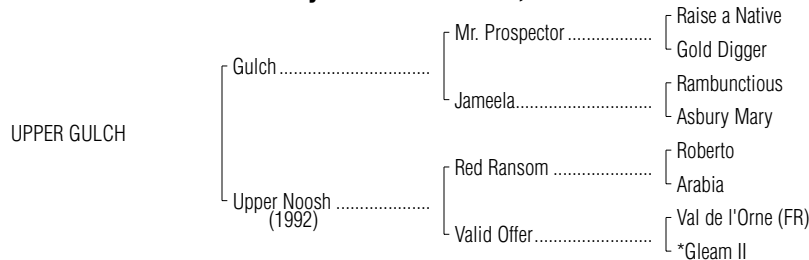 Raise a Native
Mr. Prospector
Gold Digger
Gulch
Rambunctious
Jameela
Asbury Mary
UPPER GULCH
Roberto
Red Ransom
Arabia
Upper Noosh
(1992)
Val de l'Orne (FR)
Valid Offer
*Gleam II